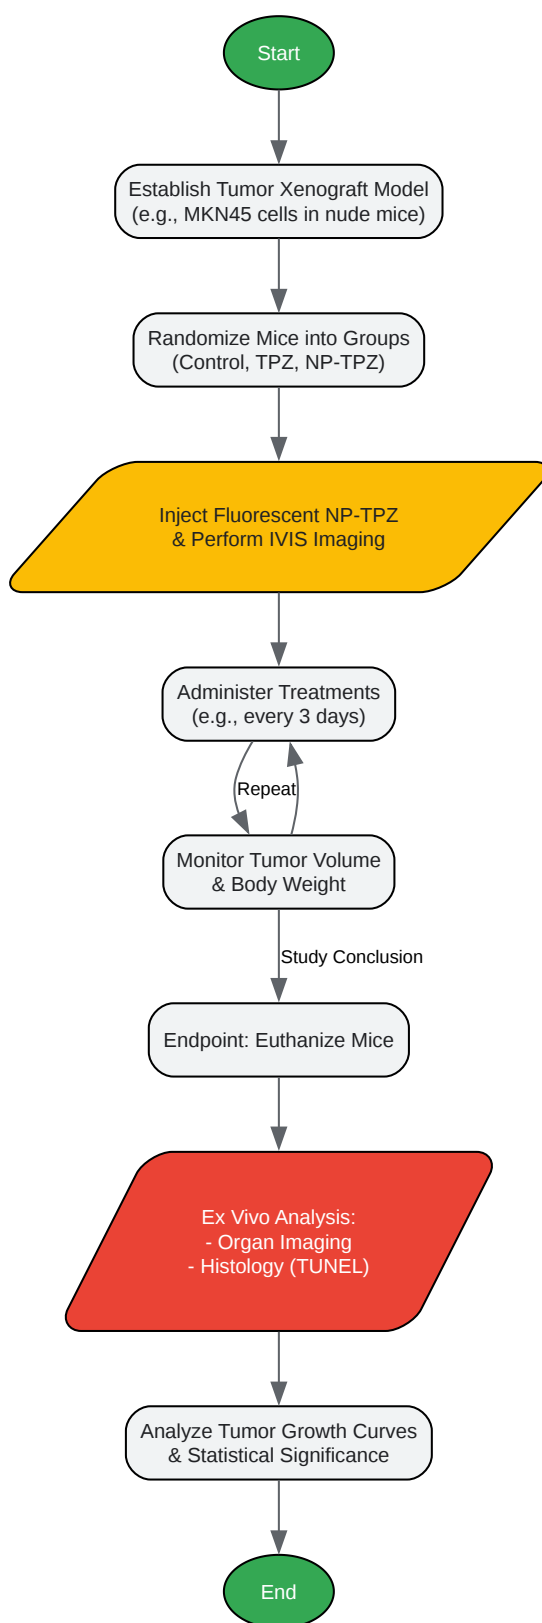 Start
Establish Tumor Xenograft Model
(e.g., MKN45 cells in nude mice)
Randomize Mice into Groups
(Control, TPZ, NP-TPZ)
Inject Fluorescent NP-TPZ
& Perform IVIS Imaging
Administer Treatments
(e.g., every 3 days)
Repeat
Monitor Tumor Volume
& Body Weight
Study Conclusion
Endpoint: Euthanize Mice
Ex Vivo Analysis:
- Organ Imaging
- Histology (TUNEL)
Analyze Tumor Growth Curves
& Statistical Significance
End